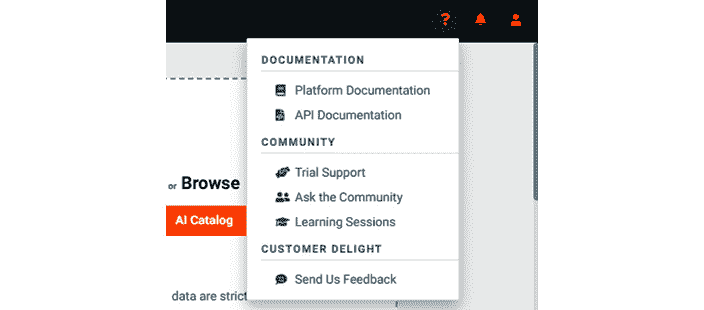 ?
DOCUMENTATION
Platform Documentation
API Documentation
COMMUNITY
Trial Support
or Browse
Ask the Community
AI Catalog
Learning Sessions
CUSTOMER DELIGHT
Send Us Feedback
data are strict